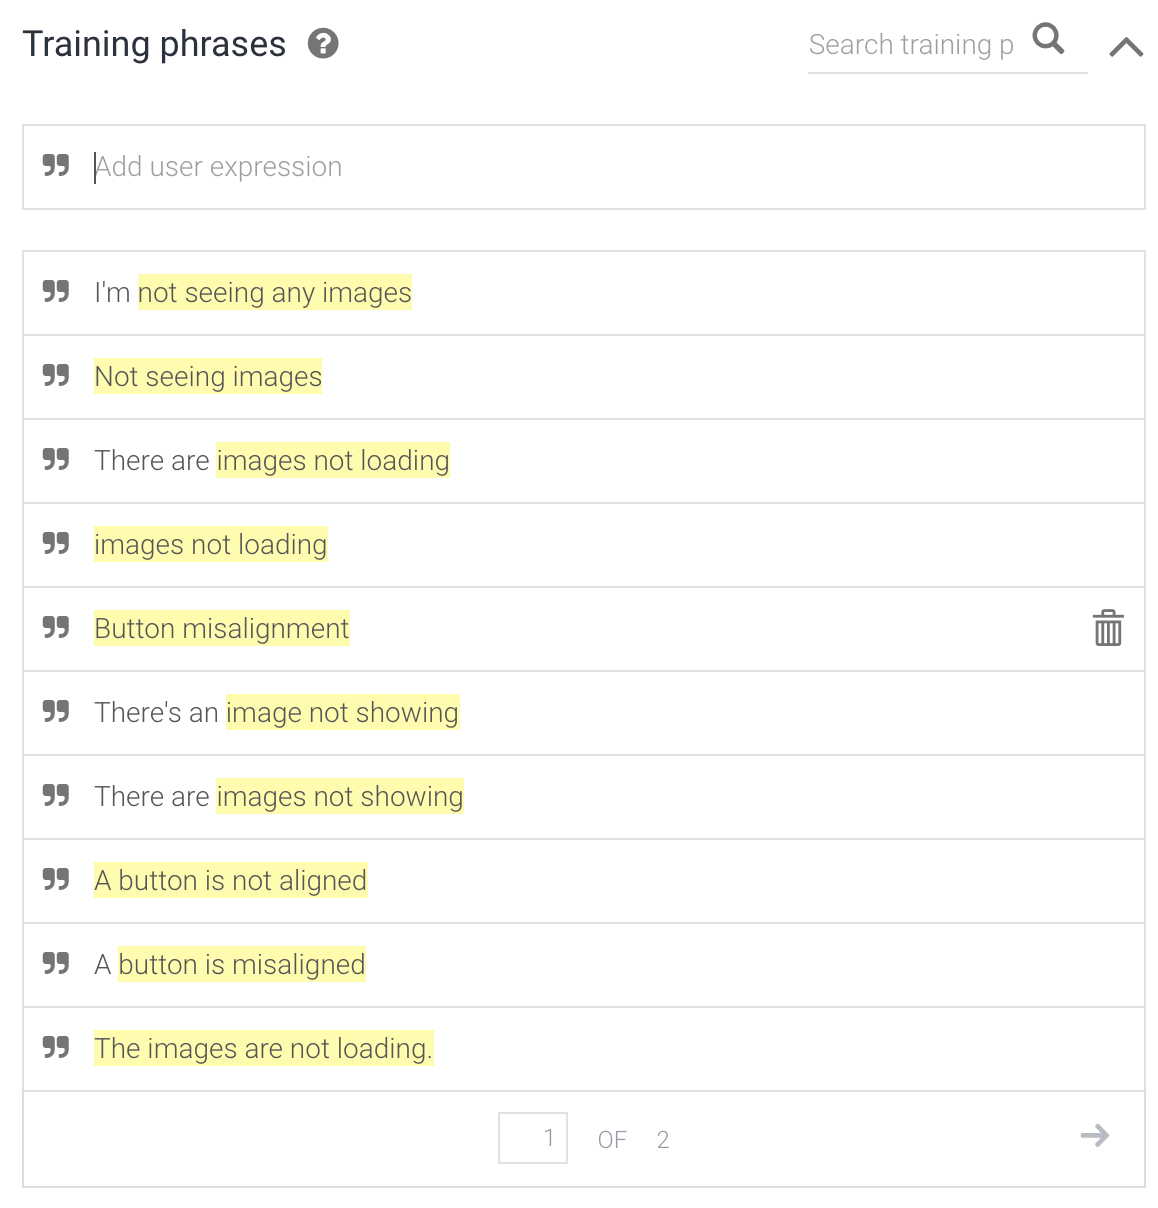 Training phrases ?
Search training p
Add user expression
I'm not seeing any images
Not seeing images
There are images not loading
images not loading
Button misalignment
There's an image not showing
There are images not showing
A button is not aligned
A button is misaligned
The images are not loading.
1 OF 2